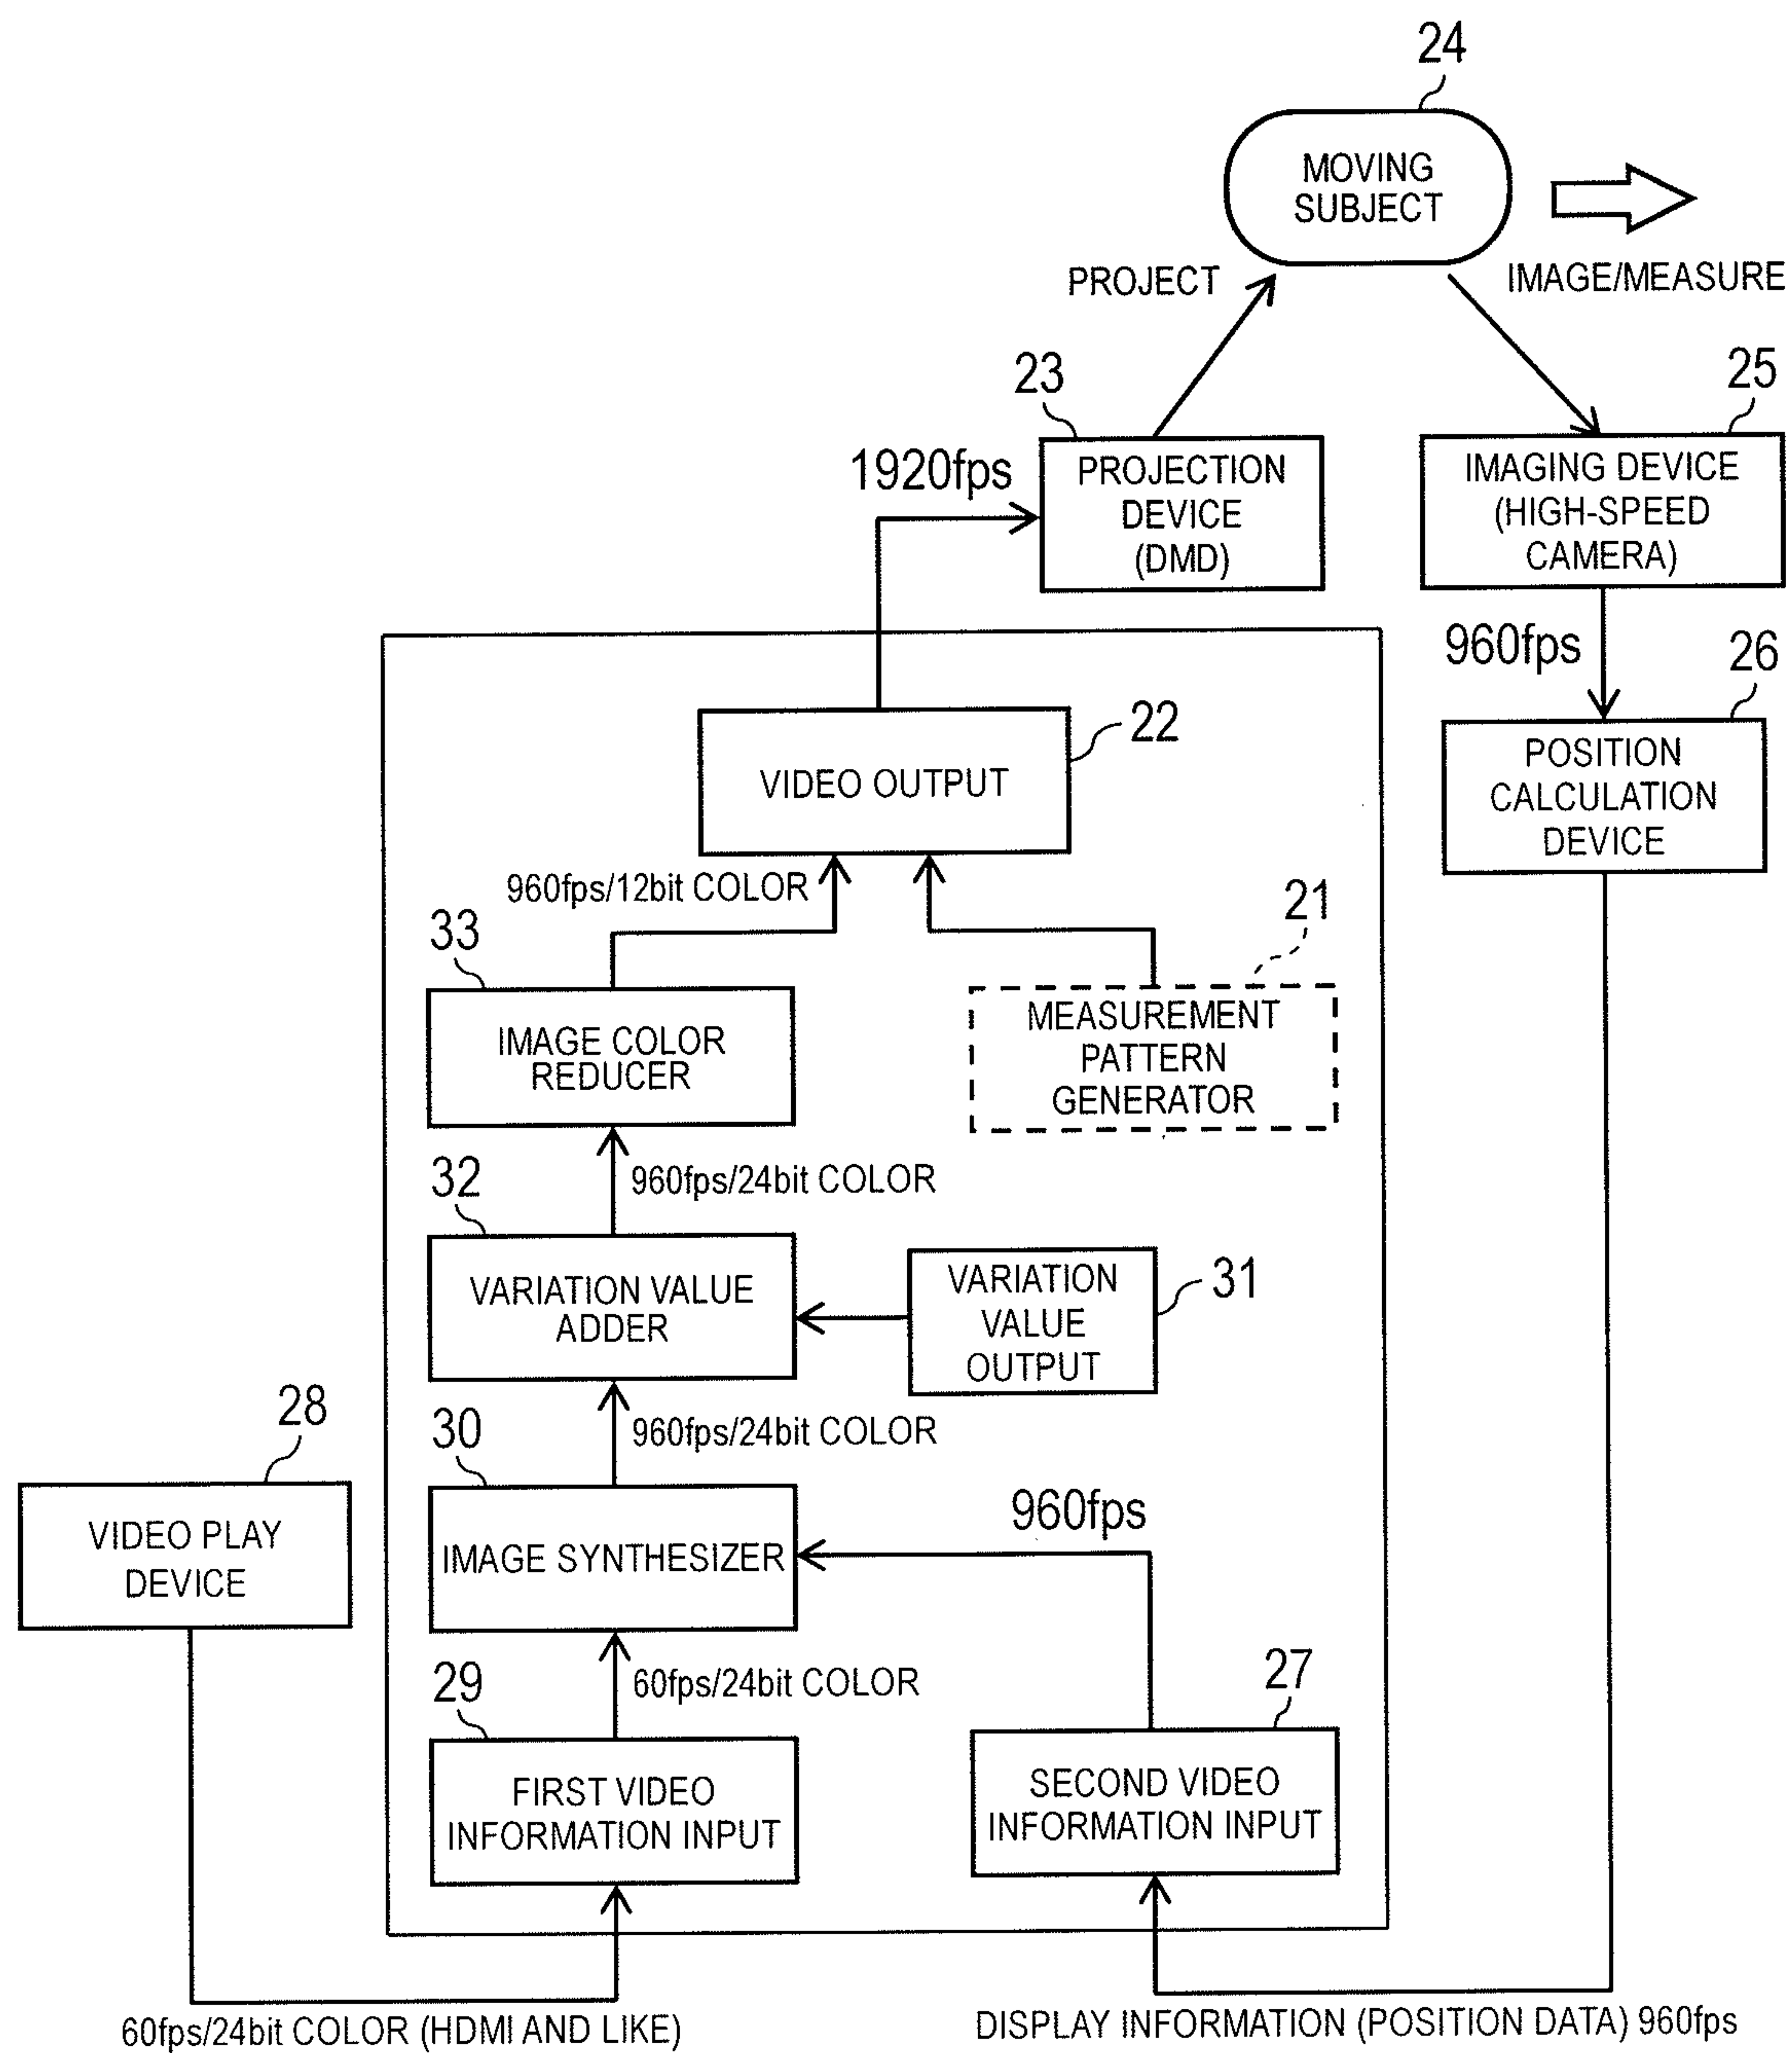 24
MOVING
SUBJECT
PROJECT
IMAGE/MEASURE
23
25
1920fps
PROJECTION
DEVICE
(DMD)
IMAGING DEVICE
(HIGH-SPEED
CAMERA)
960fps
26
22
VIDEO OUTPUT
POSITION
CALCULATION
DEVICE
960fps/12bit COLOR
21
33
IMAGE COLOR
REDUCER
MEASUREMENT
PATTERN
GENERATOR
32
960fps/24bit COLOR
VARIATION VALUE
ADDER
VARIATION
VALUE
OUTPUT
31
28
30
960fps/24bit COLOR
VIDEO PLAY
DEVICE
IMAGE SYNTHESIZER
960fps
29
60fps/24bit COLOR
27
FIRST VIDEO
INFORMATION INPUT
SECOND VIDEO
INFORMATION INPUT
60fps/24bit COLOR (HDMI AND LIKE)
DISPLAY INFORMATION (POSITION DATA) 960fps